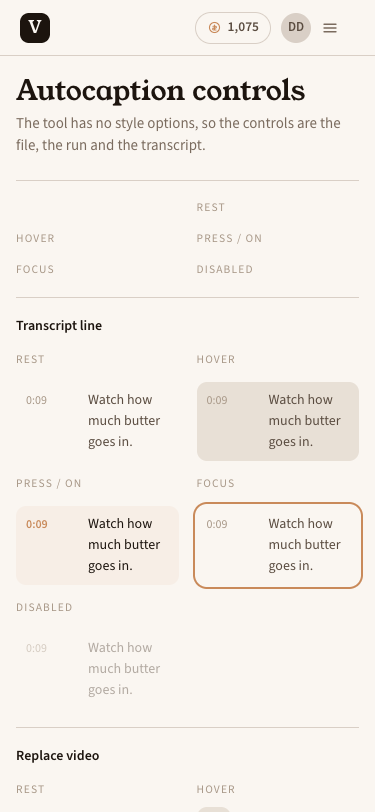 V
1,075
DD
Autocaption controls
The tool has no style options, so the controls are the
file, the run and the transcript.
REST
HOVER
PRESS / ON
FOCUS
DISABLED
Transcript line
REST
HOVER
0:09
Watch how
much butter
goes in.
0:09
Watch how
much butter
goes in.
PRESS / ON
FOCUS
0:09
Watch how
much butter
goes in.
0:09
Watch how
much butter
goes in.
DISABLED
0:09
Watch how
much butter
goes in.
Replace video
REST
HOVER